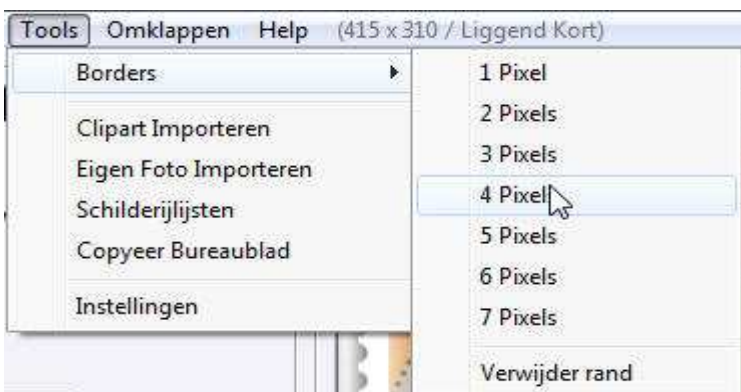 Tools Omklappen Help (415 x 310 / Liggend Kort)
Borders
Clipart Importeren
Eigen Foto Importeren
Schilderijlijsten
Copyeer Bureaublad
Instellingen
1 Pixel
2 Pixels
3 Pixels
4 Pixels
5 Pixels
6 Pixels
7 Pixels
Verwijder rand